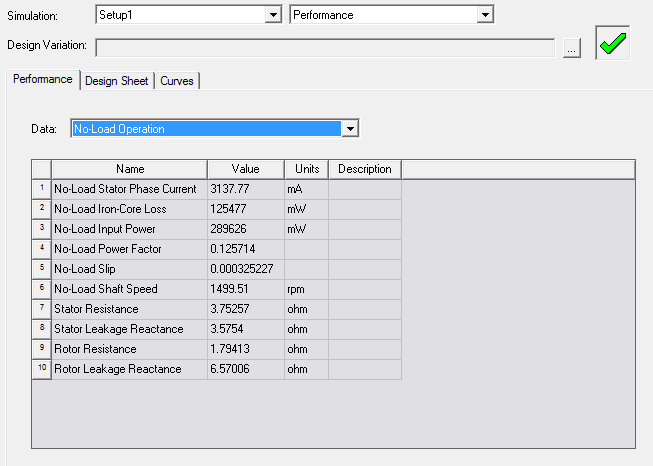 Simulation: Setup1 Performance
Design Variation: ...
Performance Design Sheet Curves
Data: No-Load Operation
Name Value Units Description
1 No-Load Stator Phase Current 3137.77 mA
2 No-Load Iron-Core Loss 125477 mW
3 No-Load Input Power 289626 mW
4 No-Load Power Factor 0.125714
5 No-Load Slip 0.000325227
6 No-Load Shaft Speed 1499.51 rpm
7 Stator Resistance 3.75257 ohm
8 Stator Leakage Reactance 3.5754 ohm
9 Rotor Resistance 1.79413 ohm
10 Rotor Leakage Reactance 6.57006 ohm